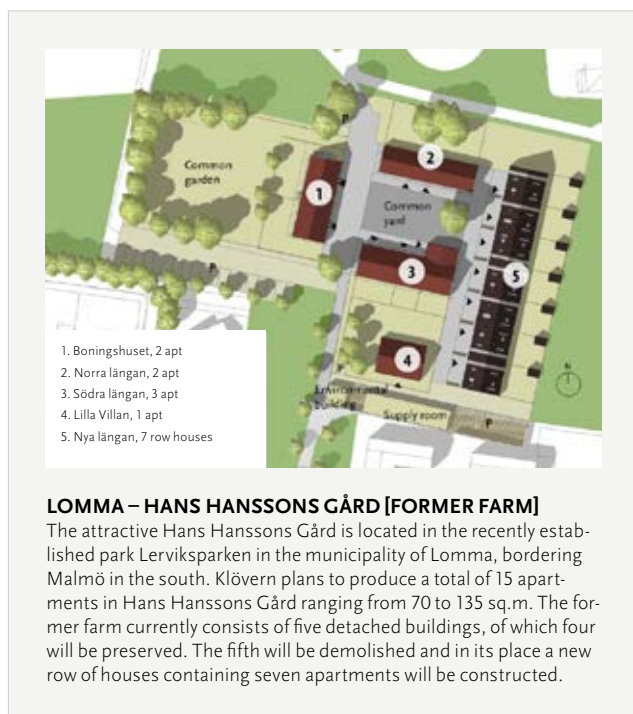 P
Common
garden
2
1
Common
yard
3
5
P
4
N
P
Environmental
building
Supply room
P
1. Boningshuset, 2 apt
2. Norra längan, 2 apt
3. Södra längan, 3 apt
4. Lilla Villan, 1 apt
5. Nya längan, 7 row houses
LOMMA – HANS HANSSONS GÅRD [FORMER FARM]
The attractive Hans Hanssons Gård is located in the recently estab-
lished park Lerviksparken in the municipality of Lomma, bordering
Malmö in the south. Klövern plans to produce a total of 15 apart-
ments in Hans Hanssons Gård ranging from 70 to 135 sq.m. The for-
mer farm currently consists of five detached buildings, of which four
will be preserved. The fifth will be demolished and in its place a new
row of houses containing seven apartments will be constructed.